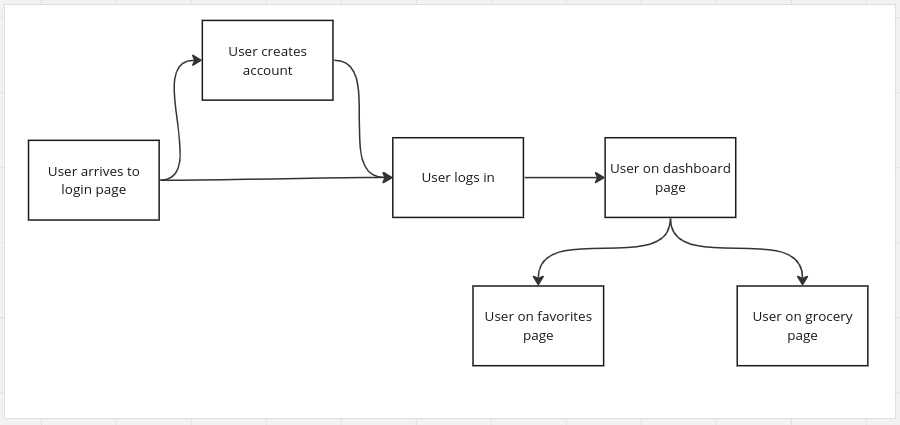 User creates
account
User arrives to
login page
User logs in
User on dashboard
page
User on favorites
page
User on grocery
page